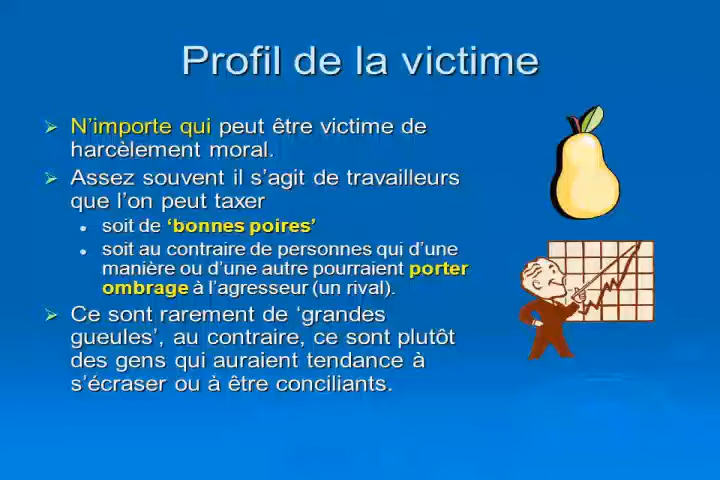 Profil de la victime
N’importe qui peut être victime de
harcèlement moral.
Assez souvent il s’agit de travailleurs
que l’on peut taxer
soit de ‘bonnes poires’
soit au contraire de personnes qui d’une
manière ou d’une autre pourraient porter
ombrage à l’agresseur (un rival).
Ce sont rarement de ‘grandes
gueules’, au contraire, ce sont plutôt
des gens qui auraient tendance à
s’écraser ou à être conciliants.